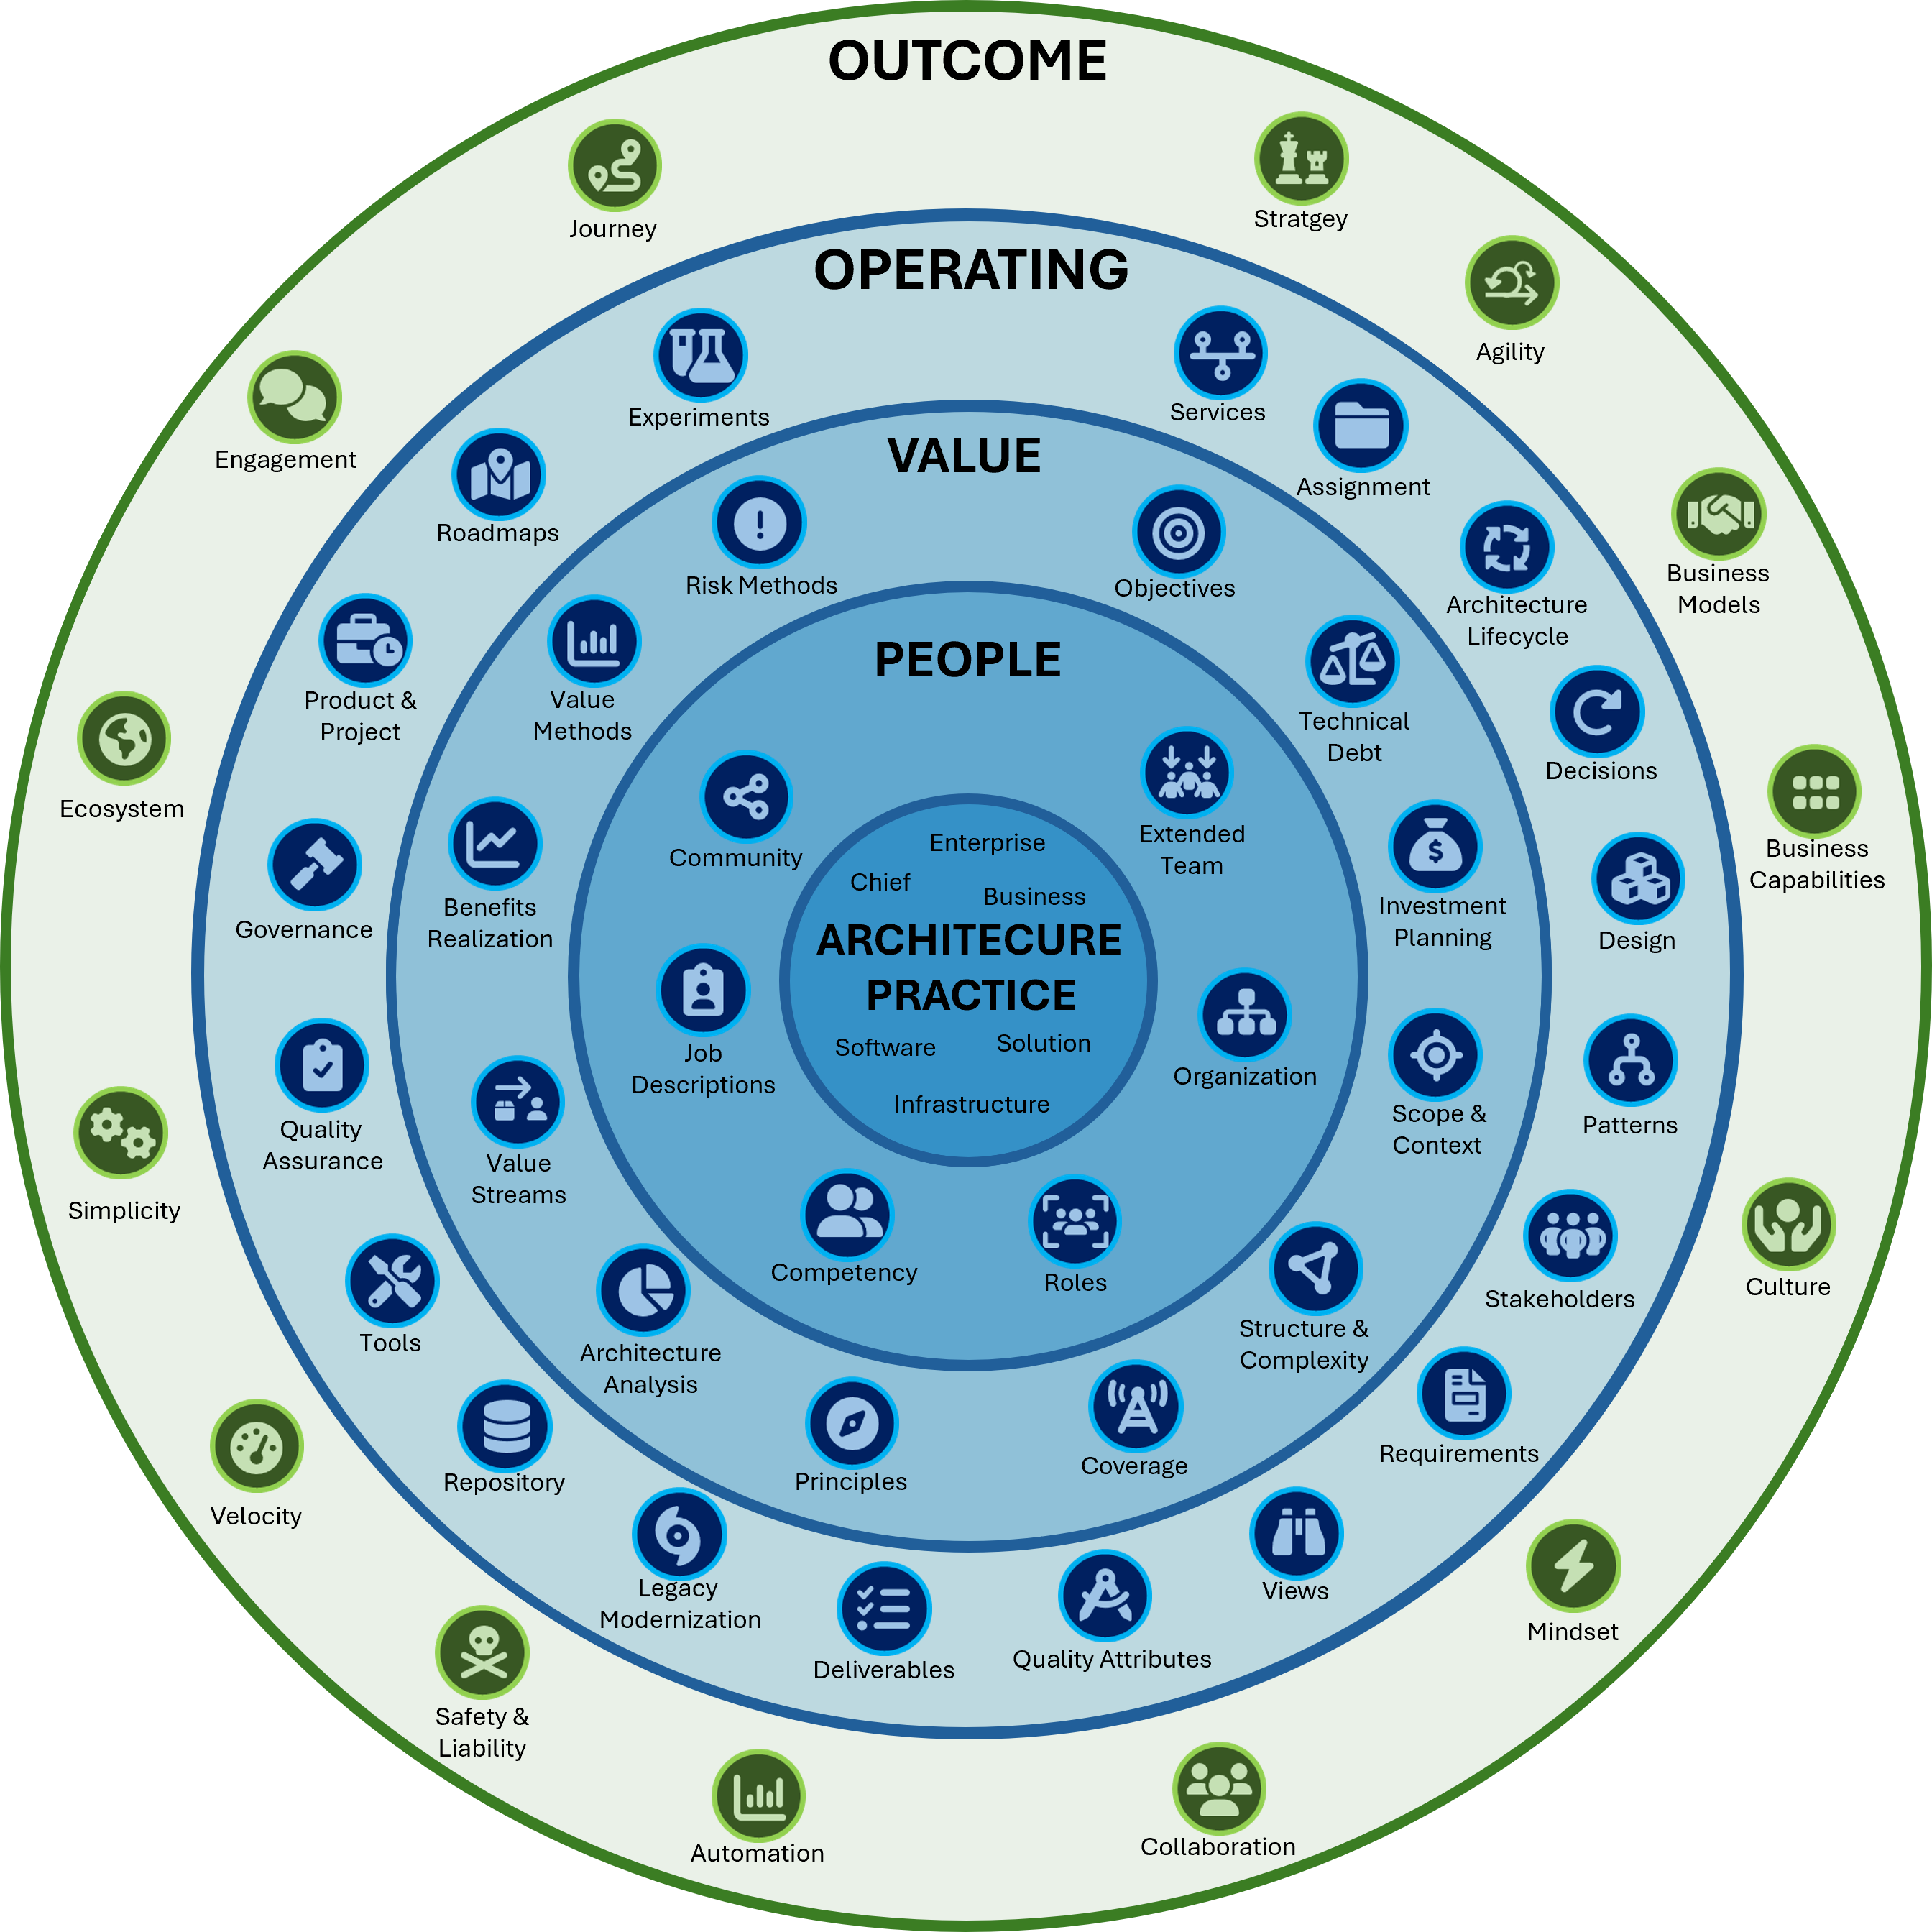 OUTCOME
Journey
Stratgey
Agility
Business
Models
Business
Capabilities
Culture
Mindset
Collaboration
Automation
Safety &
Liability
Velocity
Simplicity
Ecosystem
Engagement
OPERATING
Experiments
Services
Assignment
Architecture
Lifecycle
Decisions
Design
Patterns
Stakeholders
Requirements
Views
Quality Attributes
Deliverables
Legacy
Modernization
Repository
Tools
Quality
Assurance
Governance
Product &
Project
Roadmaps
VALUE
Risk Methods
Objectives
Technical
Debt
Investment
Planning
Scope &
Context
Structure &
Complexity
Coverage
Principles
Architecture
Analysis
Value
Streams
Benefits
Realization
Value
Methods
PEOPLE
Community
Extended
Team
Organization
Roles
Competency
Job
Descriptions
Enterprise
Chief
Business
ARCHITECURE
PRACTICE
Software
Solution
Infrastructure